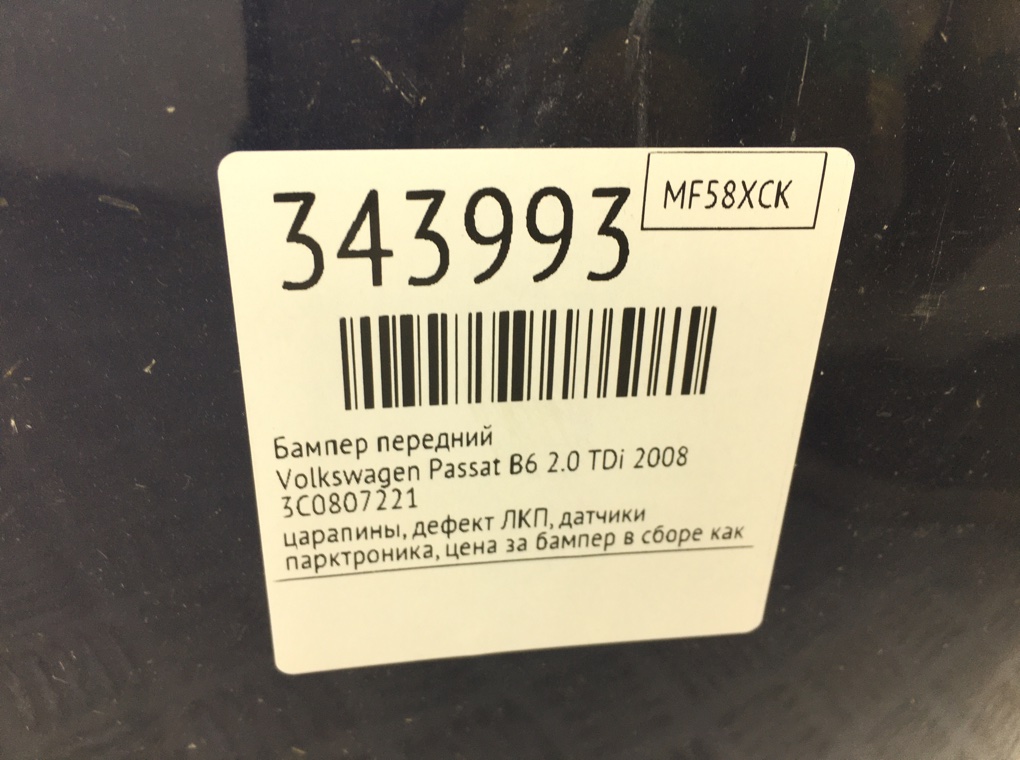 343993
MF58XCK
Бампер передний
Volkswagen Passat B6 2.0 TDi 2008
3C0807221
царапины, дефект ЛКП, датчики
парктроника, цена за бампер в сборе как